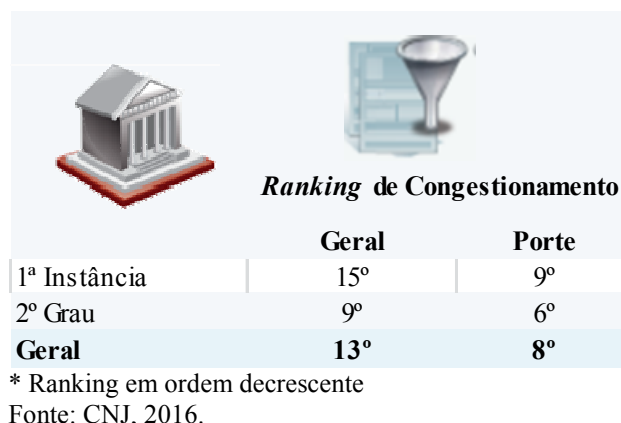 Ranking de Congestionamento
Geral Porte
1ª Instância 15º 9º
2º Grau 9º 6º
Geral 13º 8º
* Ranking em ordem decrescente
Fonte: CNJ, 2016.